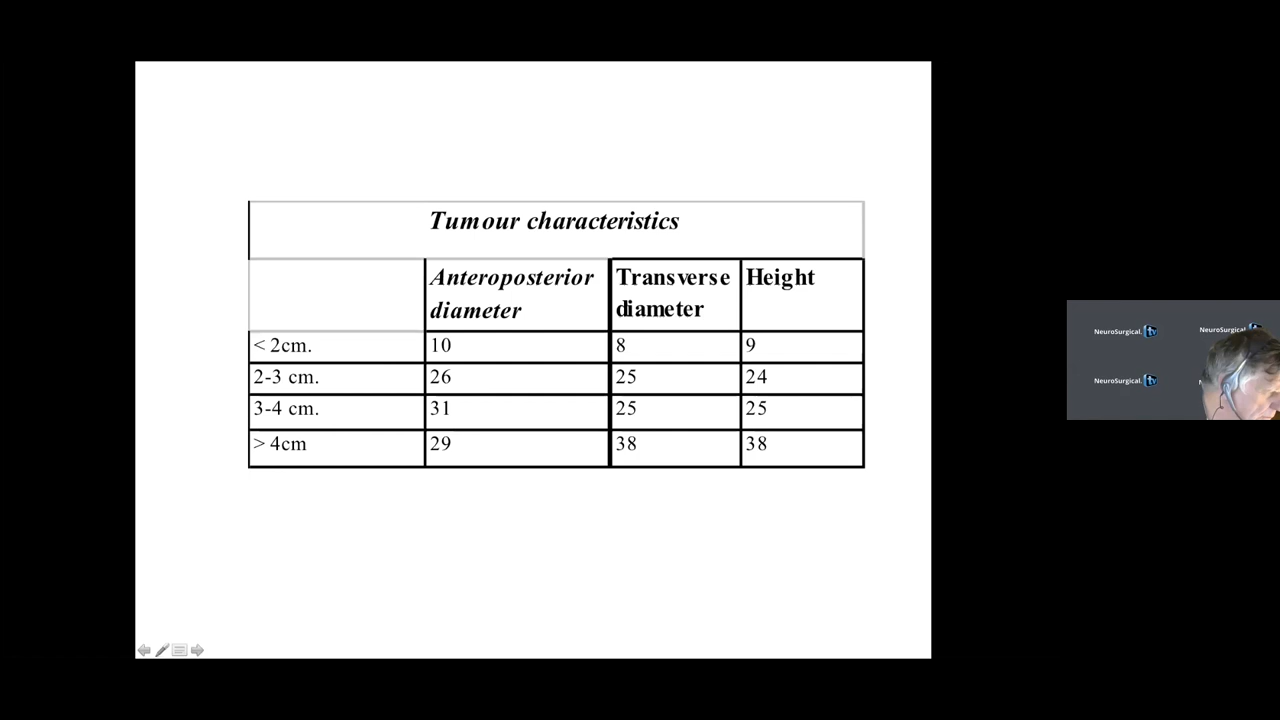 Tumour characteristics
Anteroposterior diameter Transverse diameter Height
< 2cm. 10 8 9
2-3 cm. 26 25 24
3-4 cm. 31 25 25
> 4cm 29 38 38
NeuroSurgical. tv NeuroSurgical.
NeuroSurgical. tv